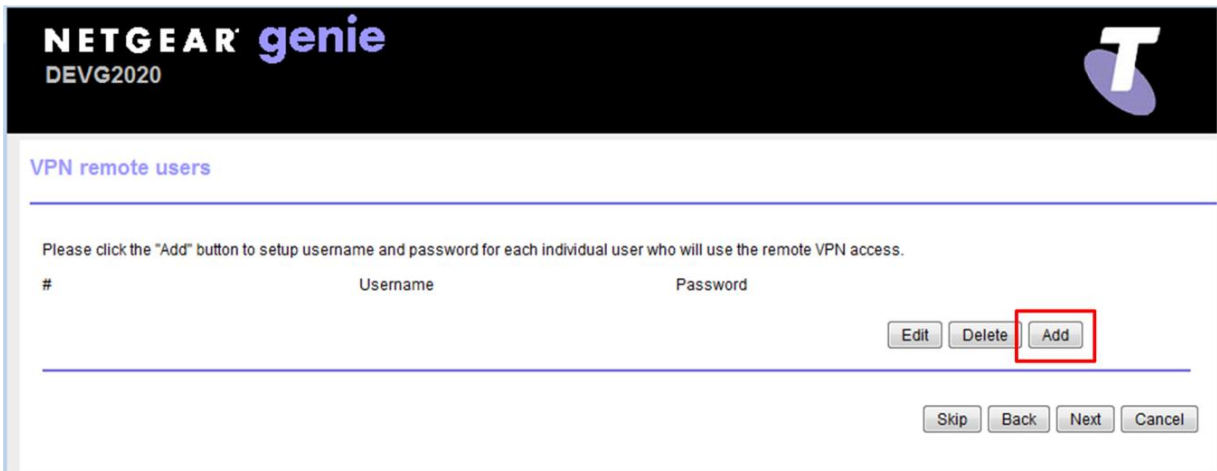 NETGEAR genie
DEVG2020
T
VPN remote users
Please click the "Add" button to setup username and password for each individual user who will use the remote VPN access.
# Username Password
Edit Delete Add
Skip Back Next Cancel